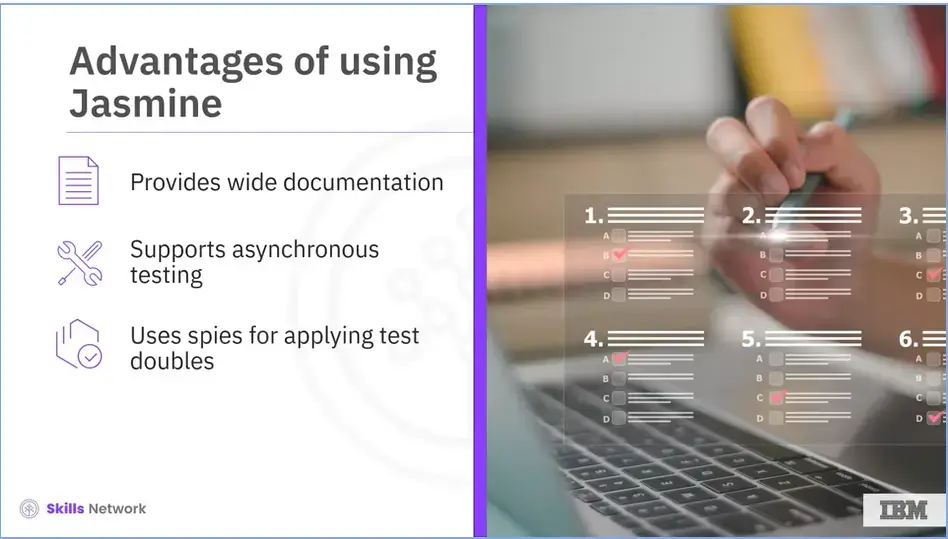 Advantages of using
Jasmine
Provides wide documentation
Supports asynchronous
testing
Uses spies for applying test
doubles
Skills Network
1.
A
B
C
D
2.
A
B
C
D
3.
A
B
C
D
4.
A
B
C
D
5.
A
B
C
D
6.
A
B
C
D
IBM